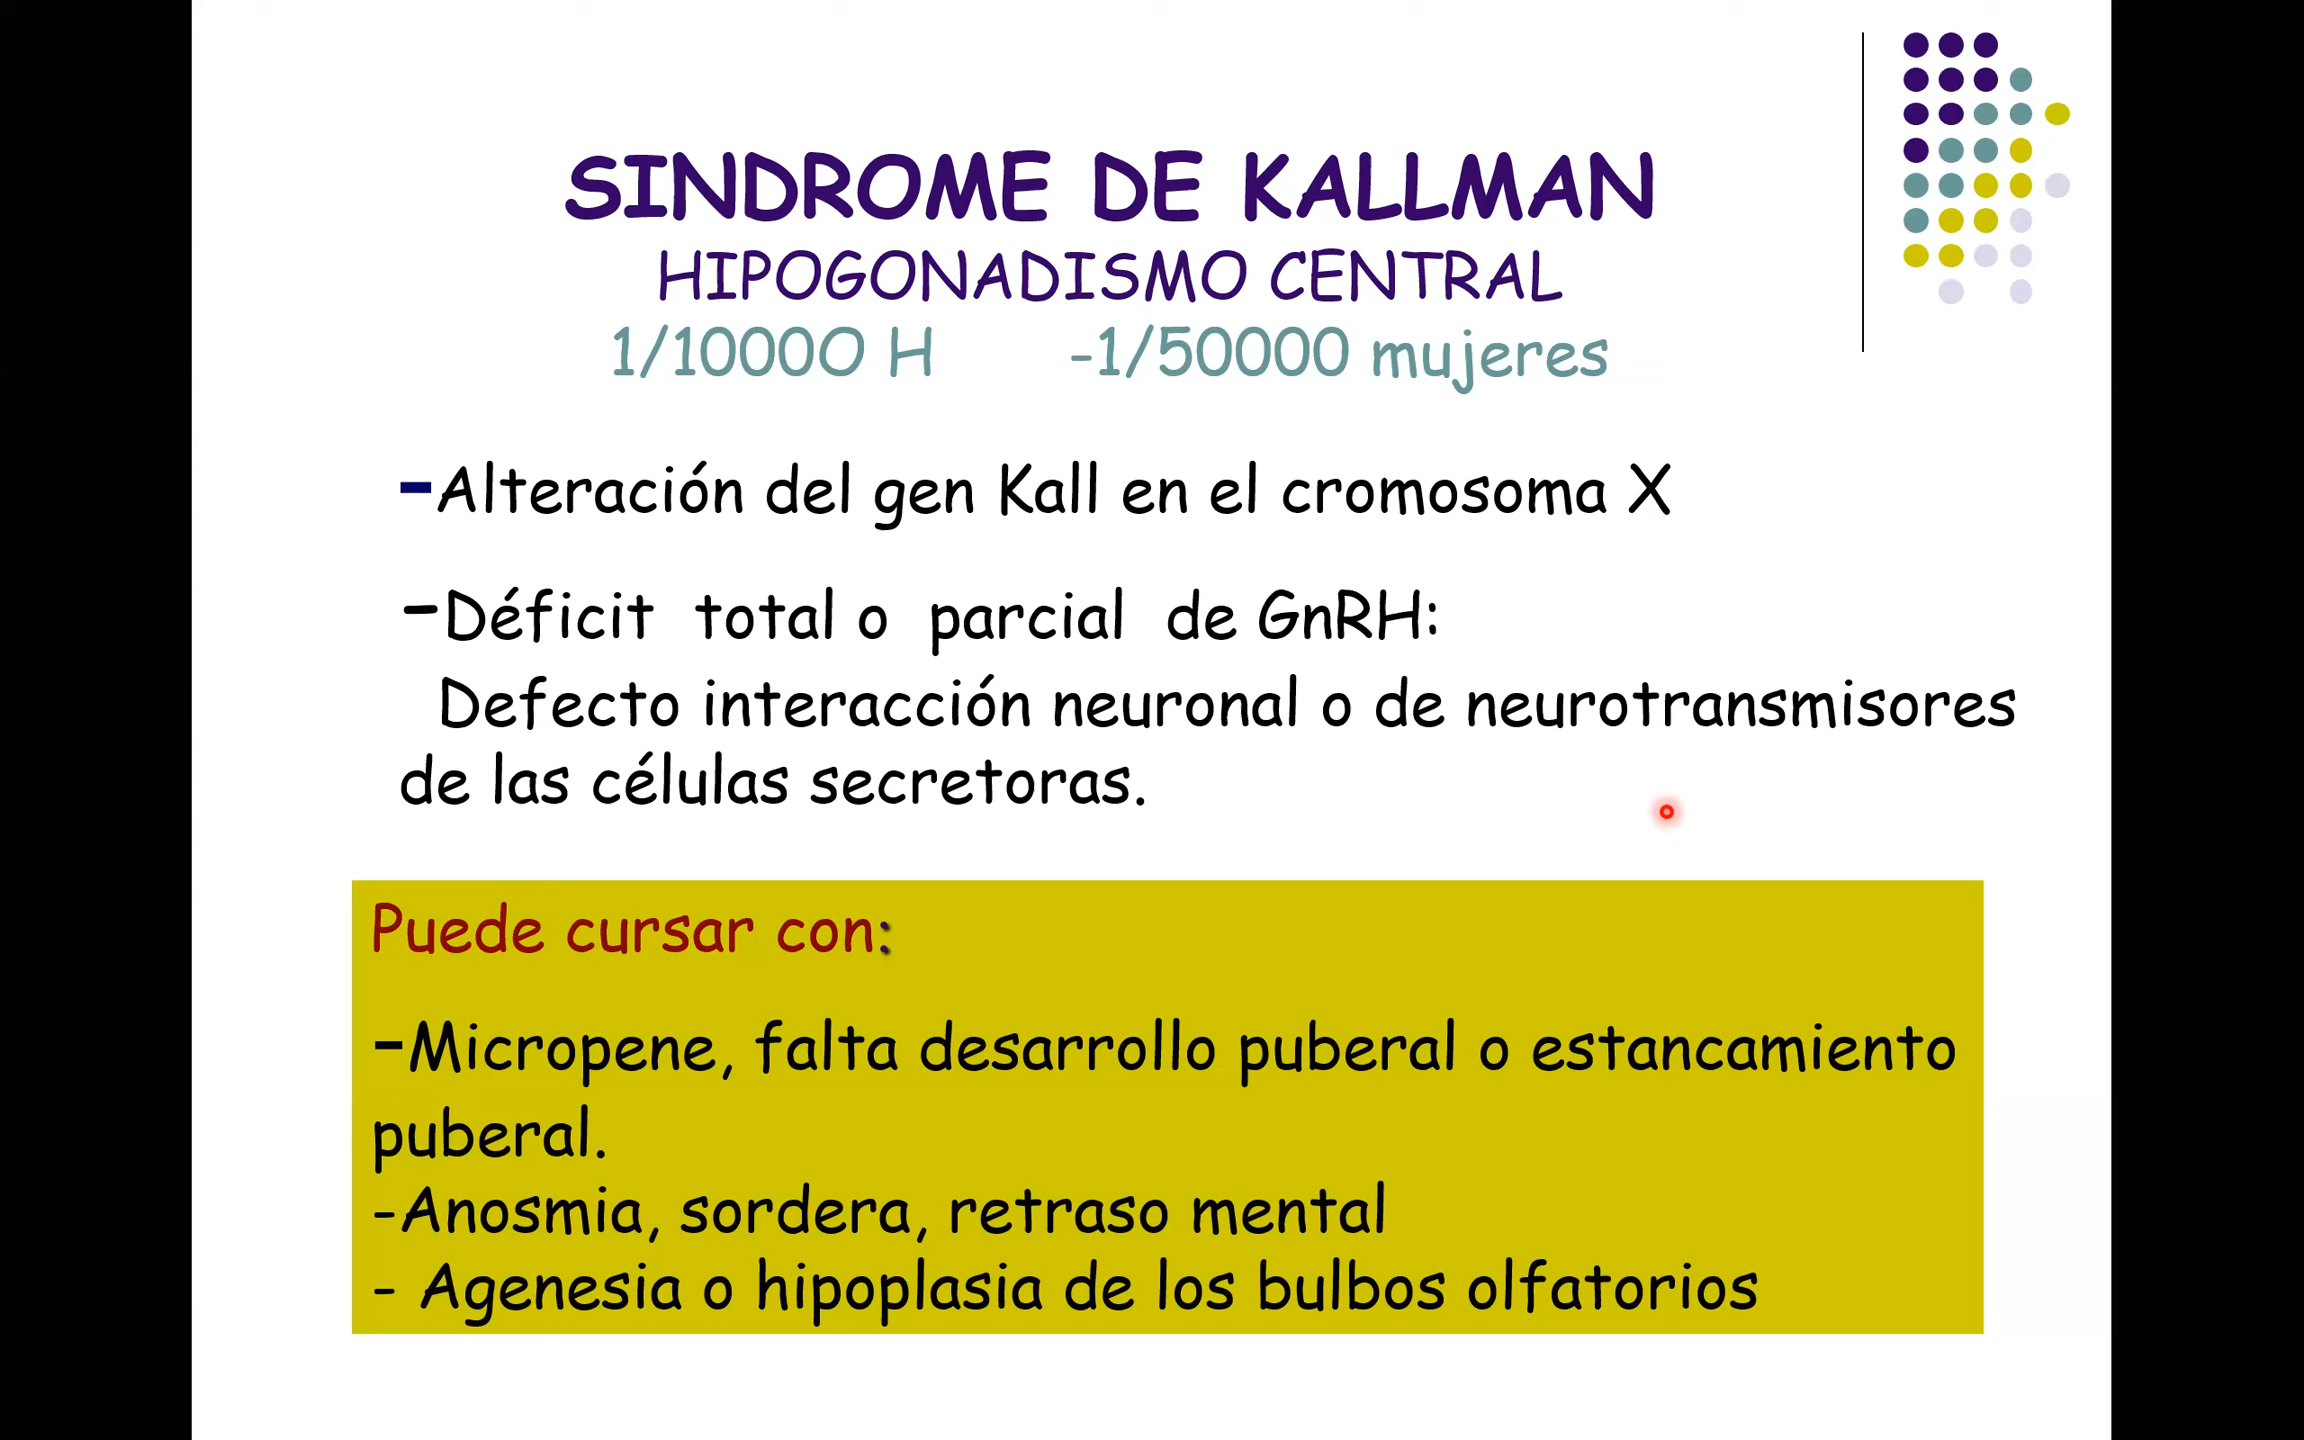 SINDROME DE KALLMAN
HIPOGONADISMO CENTRAL
1/10000 H -1/50000 mujeres
-Alteración del gen Kall en el cromosoma X
-Déficit total o parcial de GnRH:
Defecto interacción neuronal o de neurotransmisores
de las células secretoras.
Puede cursar con:
-Micropene, falta desarrollo puberal o estancamiento
puberal.
-Anosmia, sordera, retraso mental
- Agenesia o hipoplasia de los bulbos olfatorios